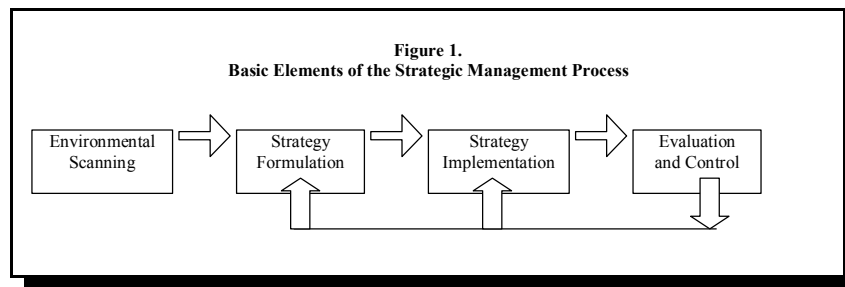 Figure 1.
Basic Elements of the Strategic Management Process
Environmental
Scanning
Strategy
Formulation
Strategy
Implementation
Evaluation
and Control